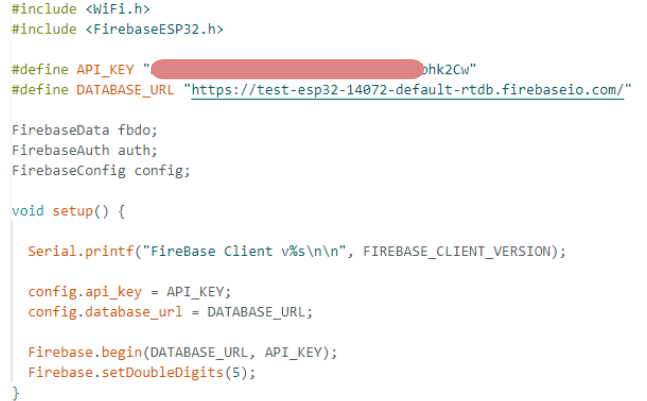 #include <WiFi.h>
#include <FirebaseESP32.h>
#define API_KEY "hk2Cw"
#define DATABASE_URL "https://test-esp32-14072-default-rtdb.firebaseio.com/"
FirebaseData fbdo;
FirebaseAuth auth;
FirebaseConfig config;
void setup() {
Serial.printf("FireBase Client v%s\n\n", FIREBASE_CLIENT_VERSION);
config.api_key = API_KEY;
config.database_url = DATABASE_URL;
Firebase.begin(DATABASE_URL, API_KEY);
Firebase.setDoubleDigits(5);
}